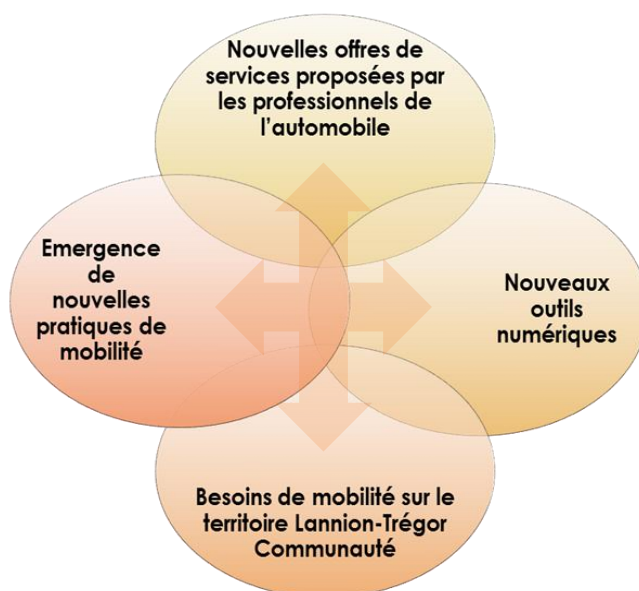 Nouvelles offres de
services proposées par
les professionnels de
l'automobile
Emergence
de
nouvelles
pratiques de
mobilité
Nouveaux
outils
numériques
Besoins de mobilité sur le
territoire Lannion-Trégor
Communauté